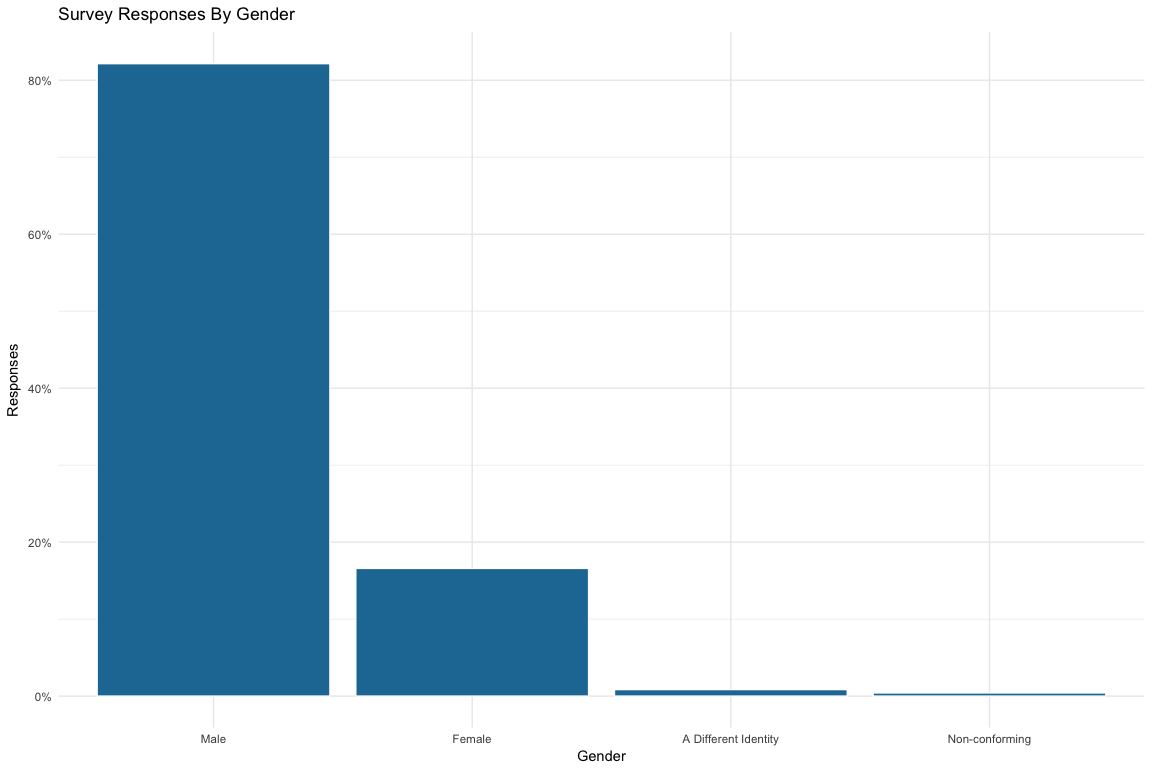 Survey Responses By Gender
Responses
80%
60%
40%
20%
0%
Male
Female
A Different Identity
Non-conforming
Gender